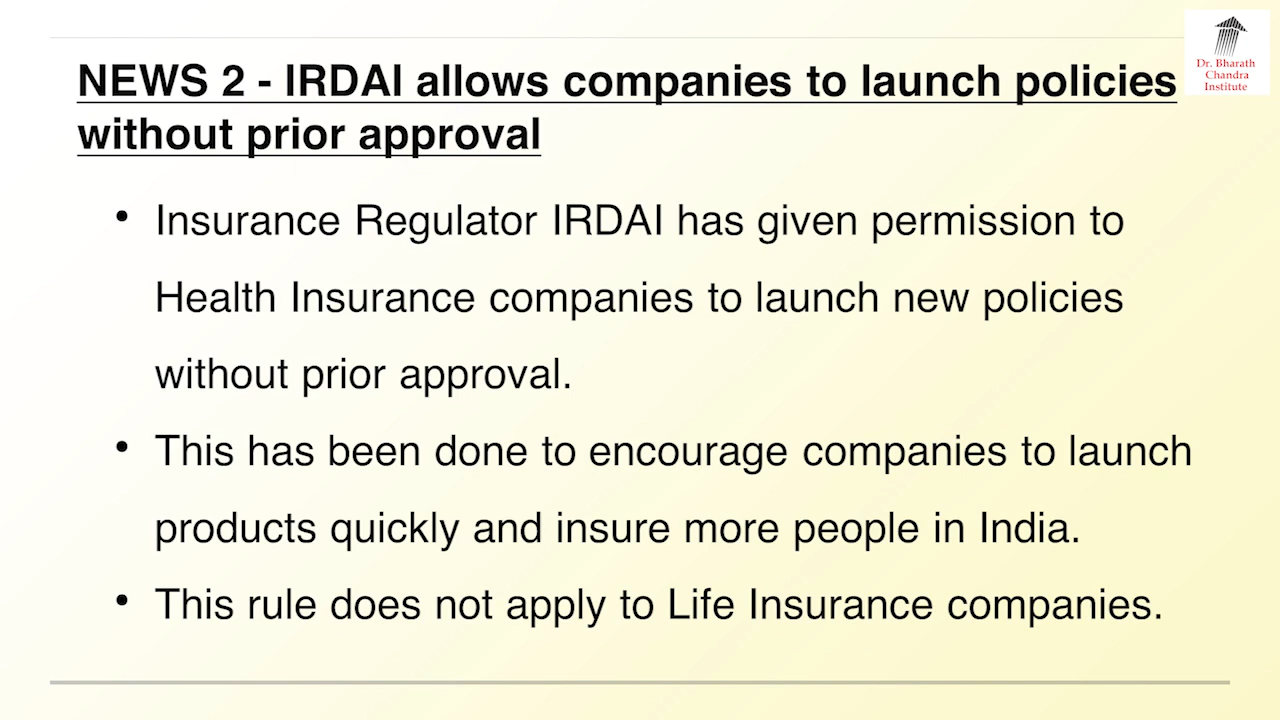 Dr. Bharath
Chandra
Institute
NEWS 2 - IRDAI allows companies to launch policies
without prior approval
• Insurance Regulator IRDAI has given permission to
Health Insurance companies to launch new policies
without prior approval.
• This has been done to encourage companies to launch
products quickly and insure more people in India.
• This rule does not apply to Life Insurance companies.